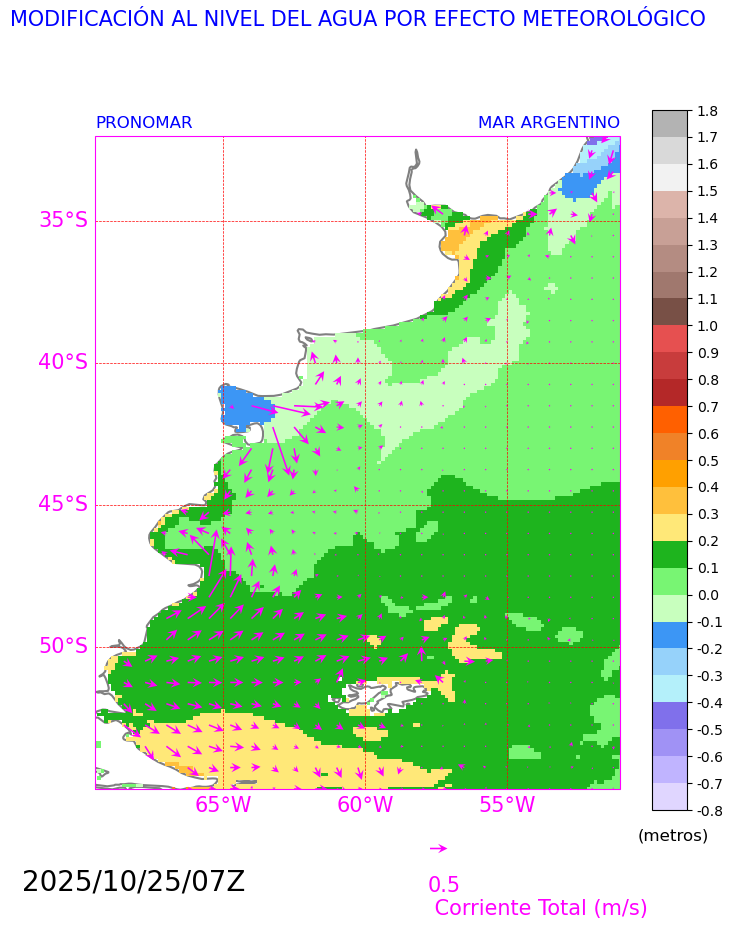 MODIFICACIÓN AL NIVEL DEL AGUA POR EFECTO METEOROLÓGICO
PRONOMAR
MAR ARGENTINO
35°S
40°S
45°S
50°S
65°W
60°W
55°W
1.8
1.7
1.6
1.5
1.4
1.3
1.2
1.1
1.0
0.9
0.8
0.7
0.6
0.5
0.4
0.3
0.2
0.1
0.0
-0.1
-0.2
-0.3
-0.4
-0.5
-0.6
-0.7
-0.8
(metros)
0.5
Corriente Total (m/s)
2025/10/25/07Z